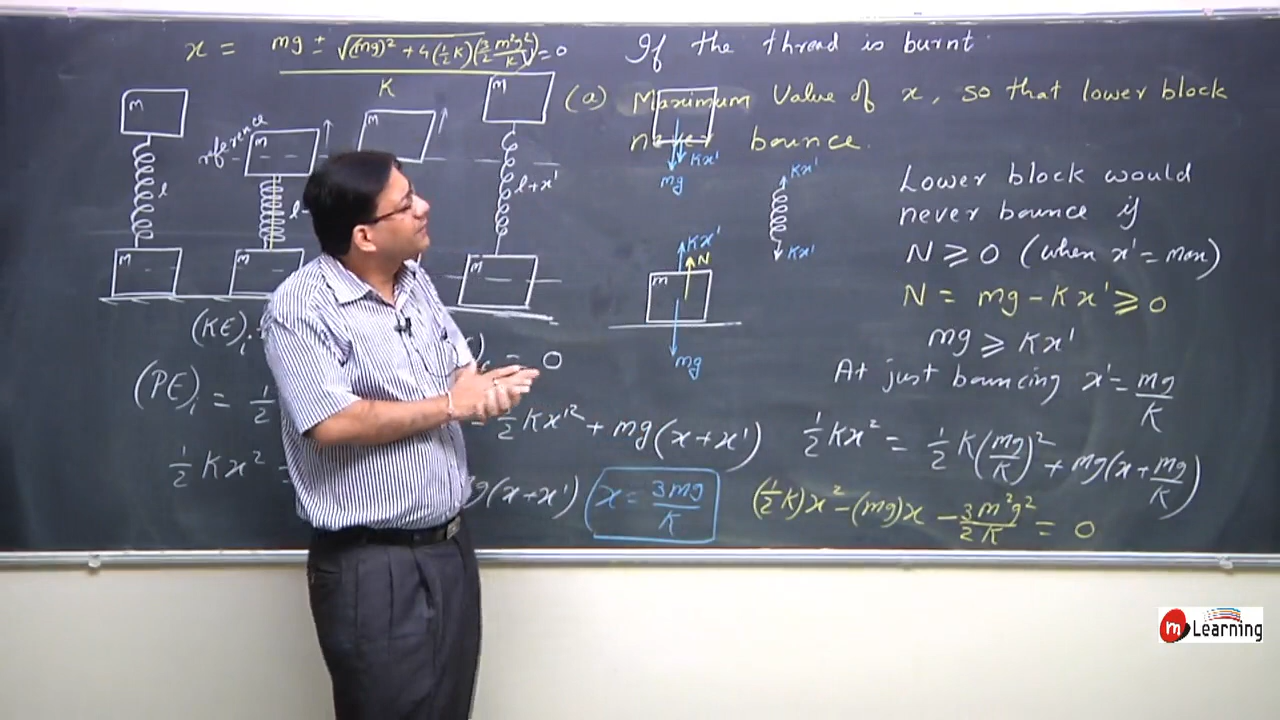 x = mg ± √((mg)² + 4(½K)(3/2 m²g²/K)) = 0
K
If the thread is burnt
(a) Maximum Value of x, so that lower block
never bounce.
m
l
m
reference
l-
m
m
l+x'
m
m
m
Kx'
mg
Kx'
Kx'
Kx'
N
m
mg
Lower block would
never bounce if
N ⩾ 0 (when x' = max)
N = mg - Kx' ⩾ 0
mg ⩾ Kx'
At just bouncing x' = mg/K
(KE)i
= 0
(PE)i = ½
½Kx'² + mg(x+x')
½Kx² =
g(x+x')
x = 3mg/K
½Kx² = ½K(mg/K)² + mg(x+mg/K)
(½K)x² - (mg)x - 3m²g²/2K = 0
m Learning